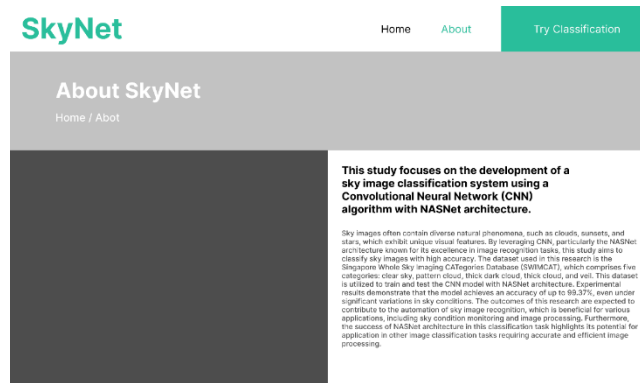 SkyNet
Home About Try Classification
About SkyNet
Home / Abot
This study focuses on the development of a
sky image classification system using a
Convolutional Neural Network (CNN)
algorithm with NASNet architecture.
Sky images often contain diverse natural phenomena, such as clouds, sunsets, and
stars, which exhibit unique visual features. By leveraging CNN, particularly the NASNet
architecture known for its excellence in image recognition tasks, this study aims to
classify sky images with high accuracy. The dataset used in this research is the
Singapore Whole Sky Imaging CATegories Database (SWIMCAT), which comprises five
categories: clear sky, pattern cloud, thick dark cloud, thick cloud, and veil. This dataset
is utilized to train and test the CNN model with NASNet architecture. Experimental
results demonstrate that the model achieves an accuracy of up to 99.37%, even under
significant variations in sky conditions. The outcomes of this research are expected to
contribute to the automation of sky image recognition, which is beneficial for various
applications, including sky condition monitoring and image processing. Furthermore,
the success of NASNet architecture in this classification task highlights its potential for
application in other image classification tasks requiring accurate and efficient image
processing.